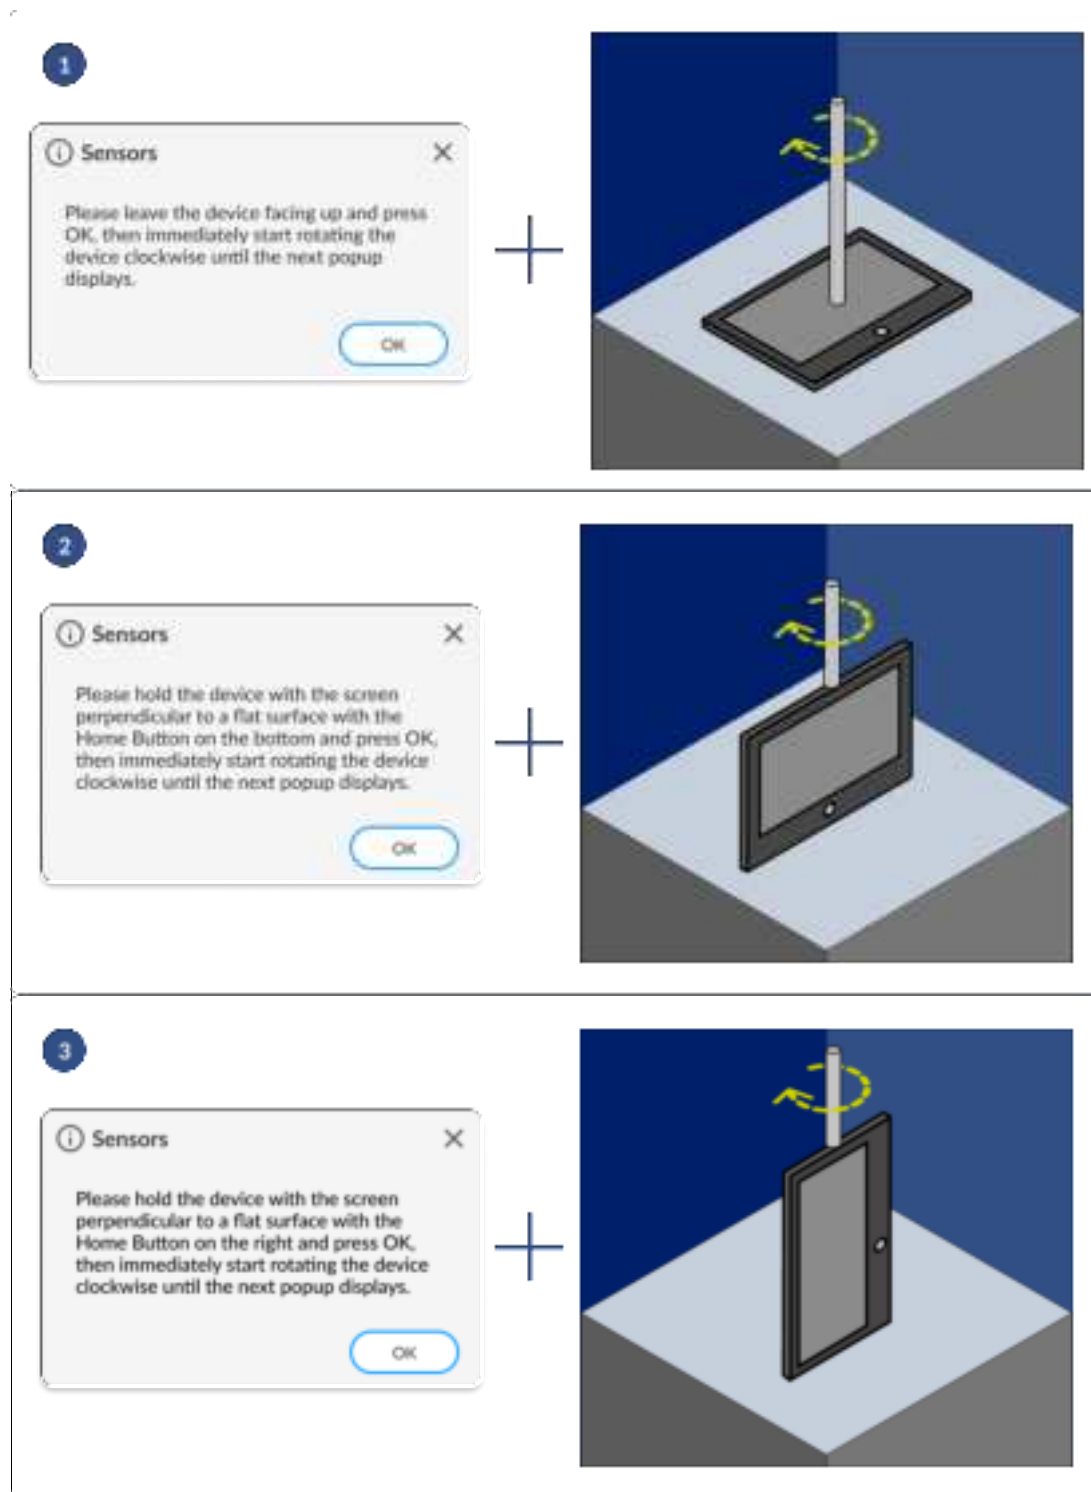 1
Sensors
Please leave the device facing up and press
OK, then immediately start rotating the
device clockwise until the next popup
displays.
OK
2
Sensors
Please hold the device with the screen
perpendicular to a flat surface with the
Home Button on the bottom and press OK,
then immediately start rotating the device
clockwise until the next popup displays.
OK
3
Sensors
Please hold the device with the screen
perpendicular to a flat surface with the
Home Button on the right and press OK,
then immediately start rotating the device
clockwise until the next popup displays.
OK